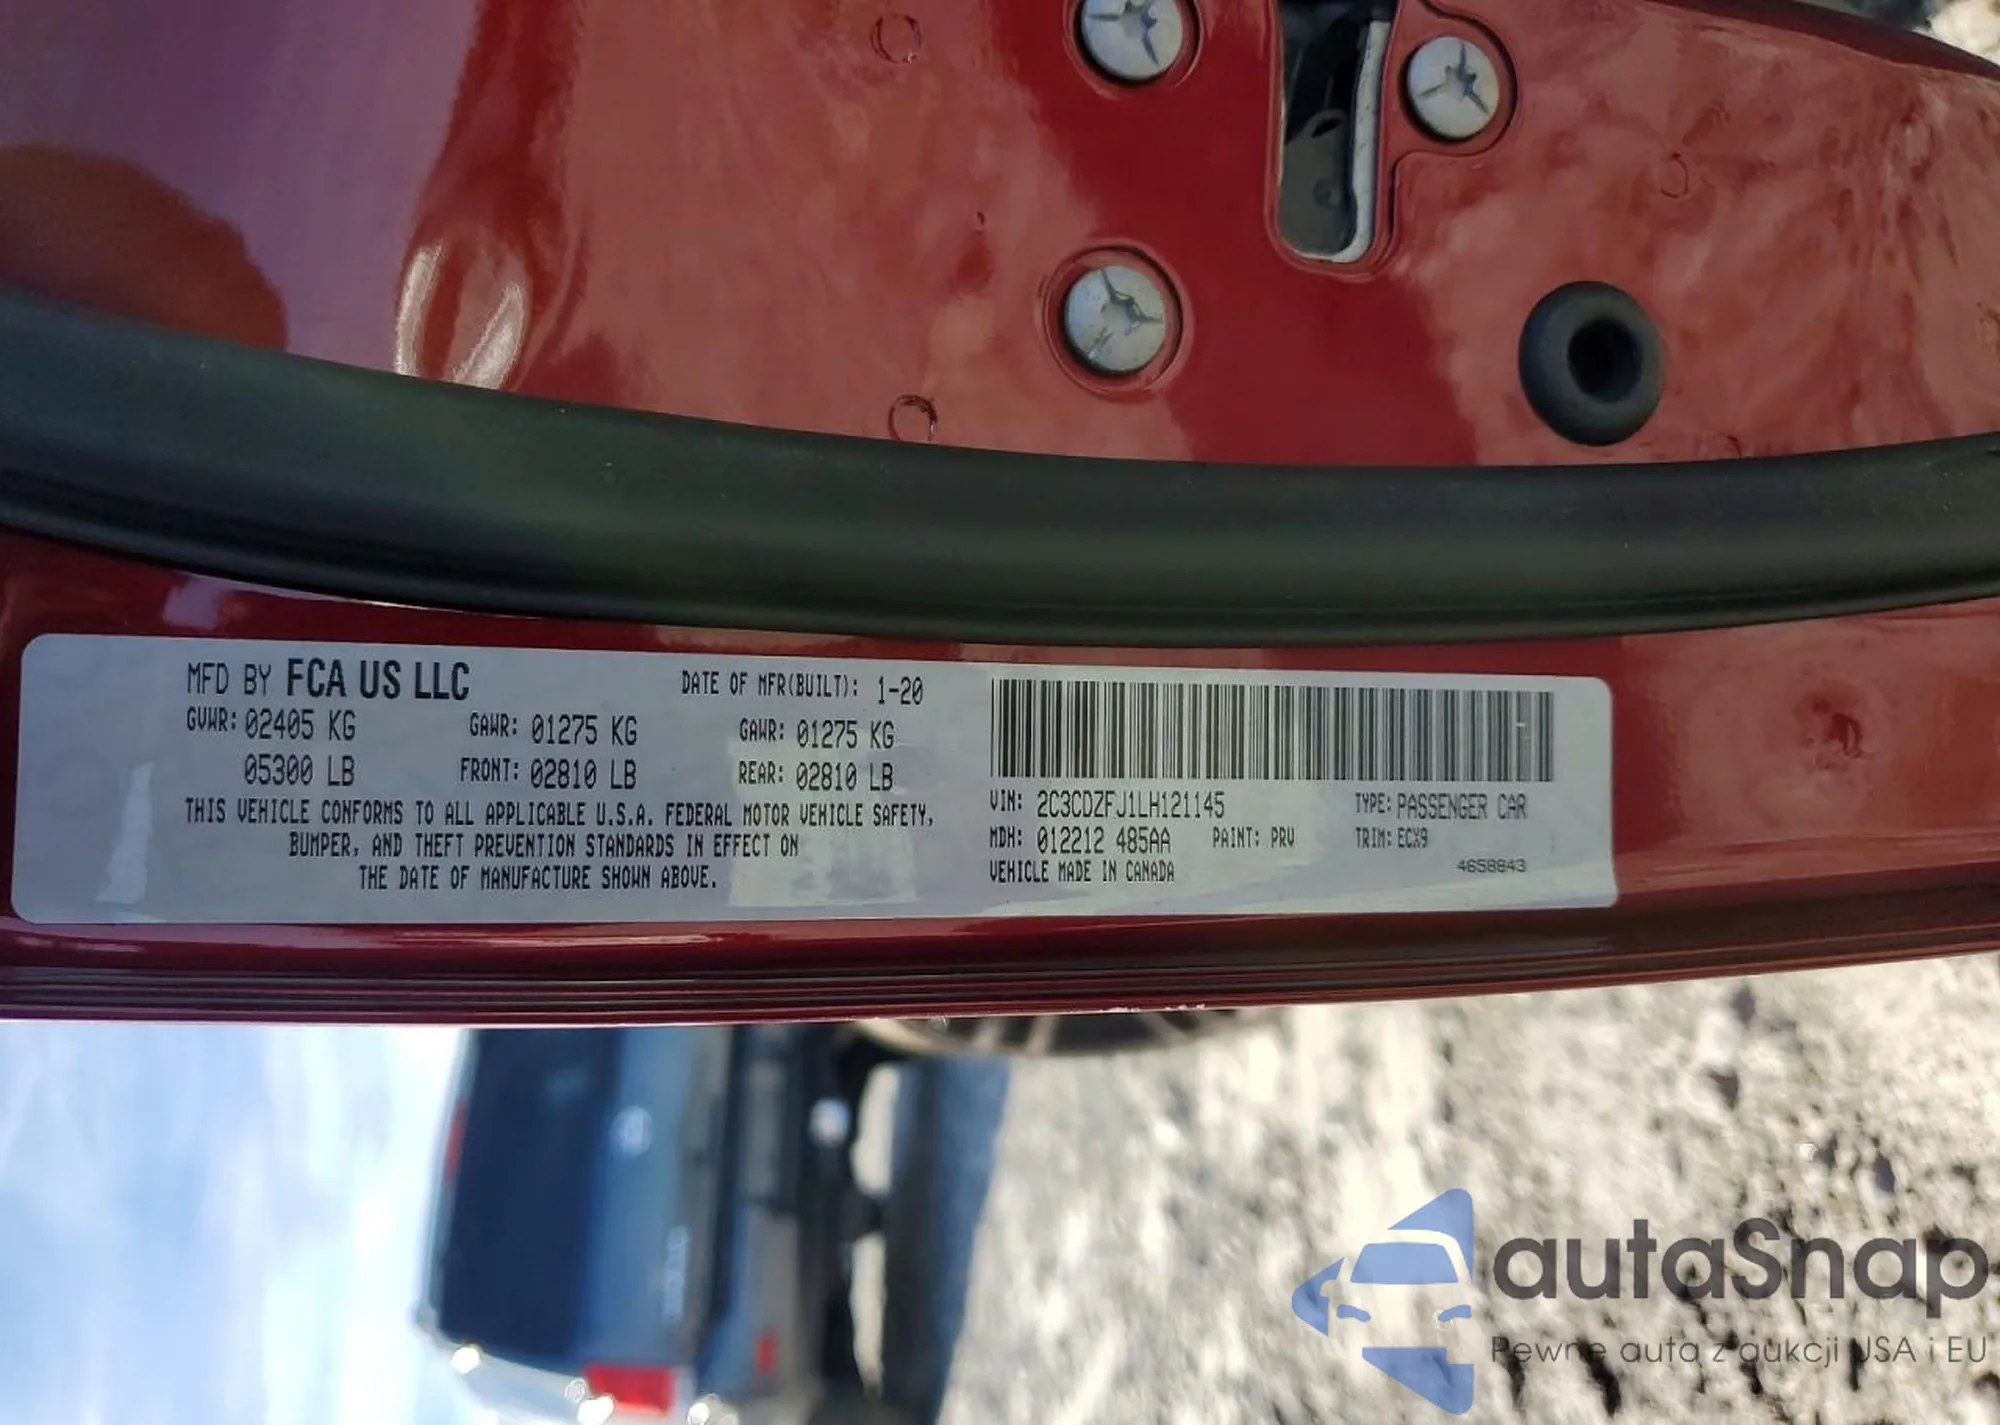 MFD BY FCA US LLC DATE OF MFR(BUILT): 1-20
GVWR: 02405 KG GAWR: 01275 KG GAWR: 01275 KG
05300 LB FRONT: 02810 LB REAR: 02810 LB
THIS VEHICLE CONFORMS TO ALL APPLICABLE U.S.A. FEDERAL MOTOR VEHICLE SAFETY,
BUMPER, AND THEFT PREVENTION STANDARDS IN EFFECT ON
THE DATE OF MANUFACTURE SHOWN ABOVE.
VIN: 2C3CDZFJ1LH121145 TYPE: PASSENGER CAR
MDH: 012212 485AA PAINT: PRV TRIM: ECX9
VEHICLE MADE IN CANADA 4658843
autaSnap
Pewne auta z aukcji USA i EU